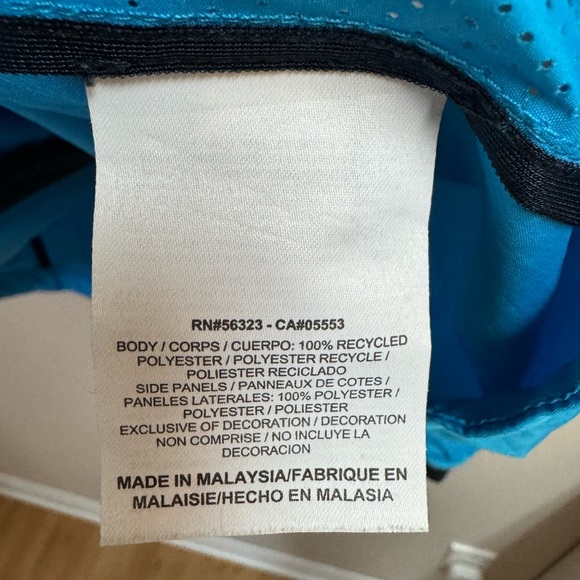 RN#56323 - CA#05553
BODY / CORPS / CUERPO: 100% RECYCLED
POLYESTER / POLYESTER RECYCLE /
POLIESTER RECICLADO
SIDE PANELS / PANNEAUX DE COTES /
PANELES LATERALES: 100% POLYESTER /
POLYESTER / POLIESTER
EXCLUSIVE OF DECORATION / DECORATION
NON COMPRISE / NO INCLUYE LA
DECORACION
MADE IN MALAYSIA/FABRIQUE EN
MALAISIE/HECHO EN MALASIA